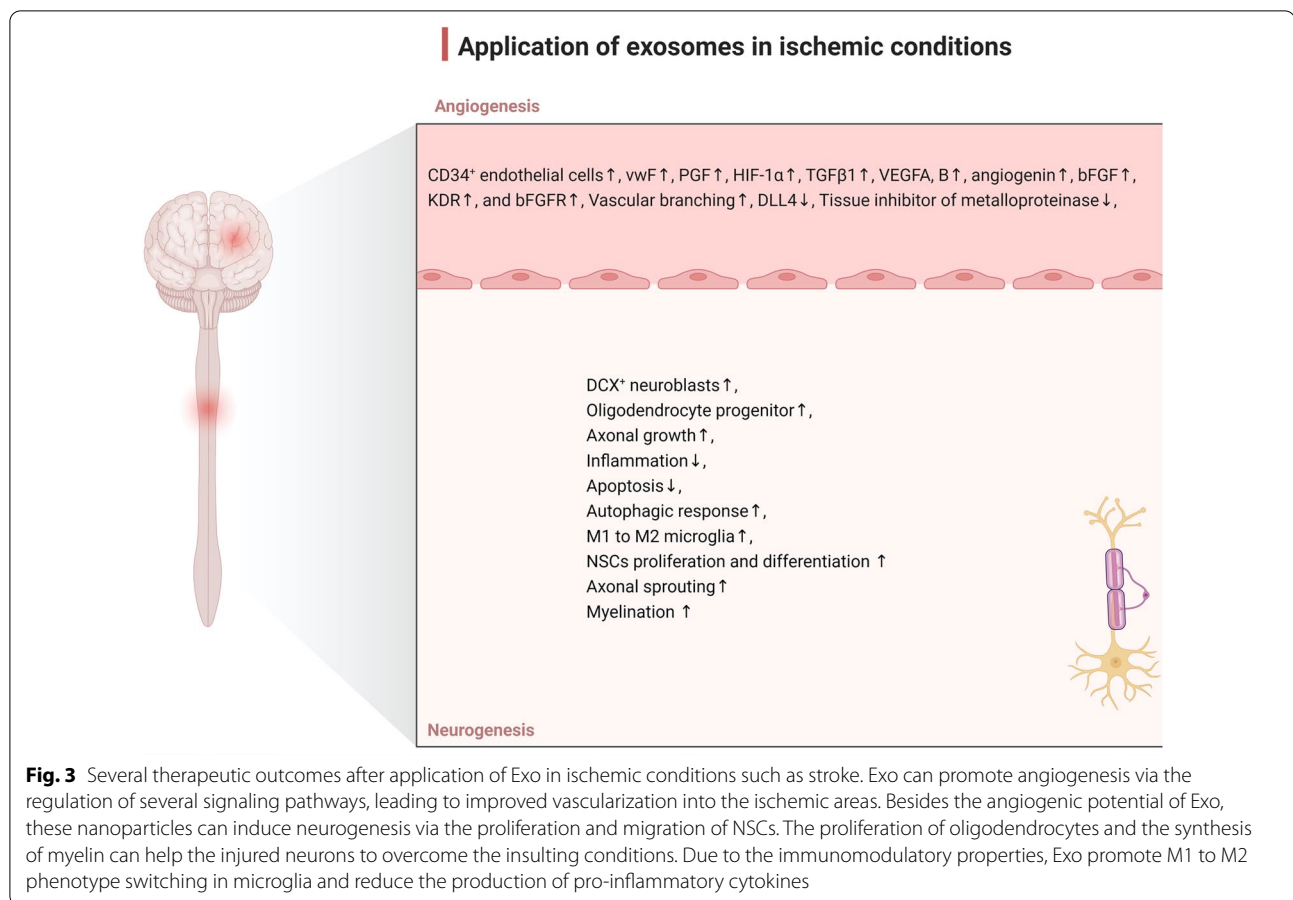 Application of exosomes in ischemic conditions
Angiogenesis
CD34⁺ endothelial cells↑, vwF↑, PGF↑, HIF-1α↑, TGFβ1↑, VEGFA, B↑, angiogenin↑, bFGF↑,
KDR↑, and bFGFR↑, Vascular branching↑, DLL4↓, Tissue inhibitor of metalloproteinase↓,
DCX⁺ neuroblasts↑,
Oligodendrocyte progenitor↑,
Axonal growth↑,
Inflammation↓,
Apoptosis↓,
Autophagic response↑,
M1 to M2 microglia↑,
NSCs proliferation and differentiation ↑
Axonal sprouting↑
Myelination ↑
Neurogenesis
Fig. 3 Several therapeutic outcomes after application of Exo in ischemic conditions such as stroke. Exo can promote angiogenesis via the
regulation of several signaling pathways, leading to improved vascularization into the ischemic areas. Besides the angiogenic potential of Exo,
these nanoparticles can induce neurogenesis via the proliferation and migration of NSCs. The proliferation of oligodendrocytes and the synthesis
of myelin can help the injured neurons to overcome the insulting conditions. Due to the immunomodulatory properties, Exo promote M1 to M2
phenotype switching in microglia and reduce the production of pro-inflammatory cytokines